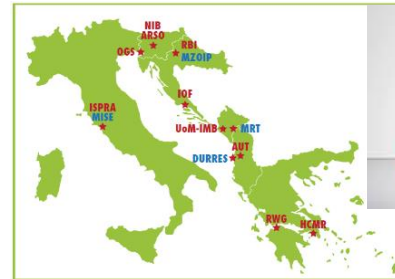 NIB
ARSO
OGS
RBI
MZOIP
IOF
ISPRA
MISE
UoM-IMB
MRT
AUT
DURRES
RWG
HCMR